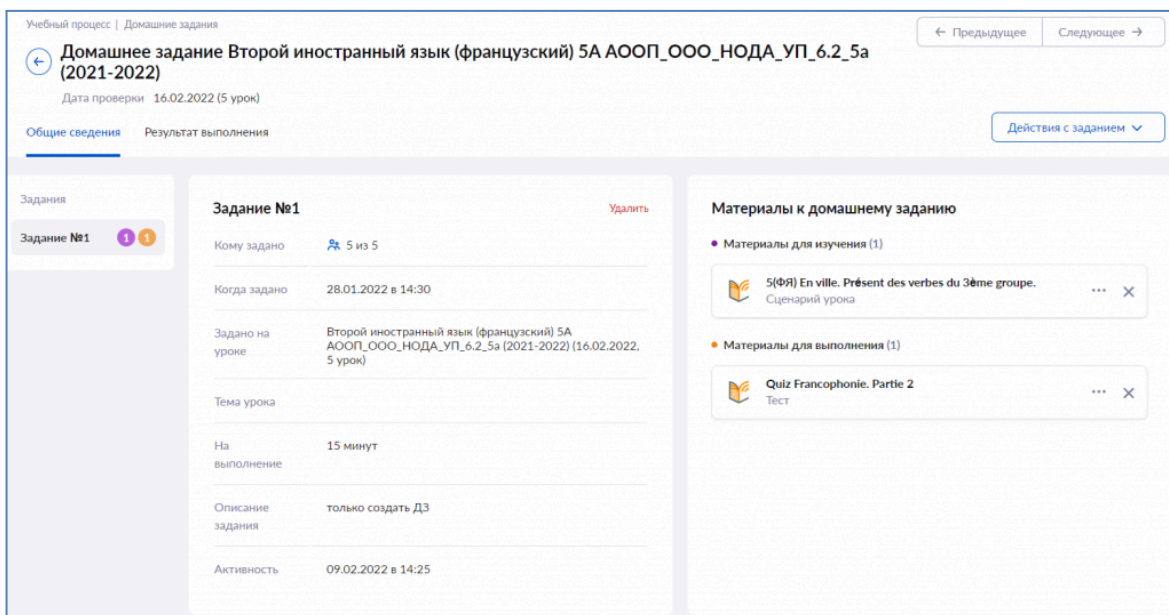 Учебный процесс | Домашние задания
← Предыдущее
Следующее →
Домашнее задание Второй иностранный язык (французский) 5А АООП_ООО_НОДА_УП_6.2_5а
(2021-2022)
Дата проверки 16.02.2022 (5 урок)
Общие сведения
Результат выполнения
Действия с заданием
Задания
Задание №1 1 1
Задание №1
Удалить
Кому задано
5 из 5
Когда задано
28.01.2022 в 14:30
Задано на
уроке
Второй иностранный язык (французский) 5А
АООП_ООО_НОДА_УП_6.2_5а (2021-2022) (16.02.2022,
5 урок)
Тема урока
На
выполнение
15 минут
Описание
задания
только создать ДЗ
Активность
09.02.2022 в 14:25
Материалы к домашнему заданию
• Материалы для изучения (1)
5(ФЯ) En ville. Présent des verbes du 3ème groupe.
Сценарий урока
• Материалы для выполнения (1)
Quiz Francophonie. Partie 2
Тест